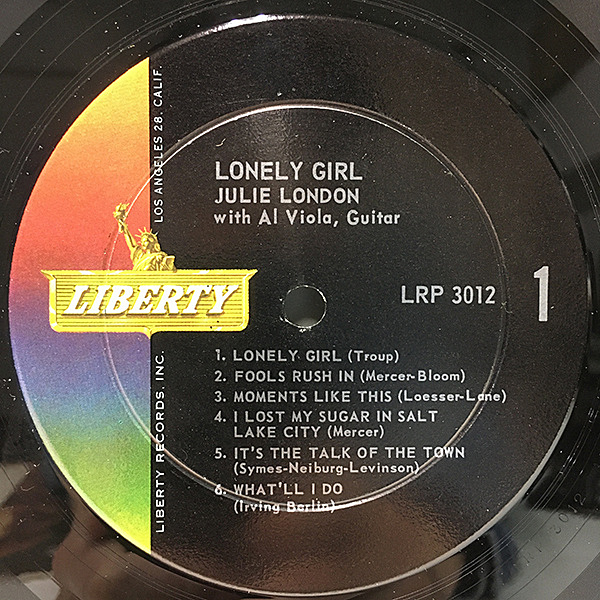 LONELY GIRL
JULIE LONDON
with Al Viola, Guitar
LOS ANGELES 28, CALIF
LIBERTY
LRP 3012
1
1. LONELY GIRL (Troup)
2. FOOLS RUSH IN (Mercer-Bloom)
3. MOMENTS LIKE THIS (Loesser-Lane)
4. I LOST MY SUGAR IN SALT
LAKE CITY (Mercer)
5. IT'S THE TALK OF THE TOWN
(Symes-Neiburg-Levinson)
6. WHAT'LL I DO
(Irving Berlin)
LIBERTY RECORDS, INC.